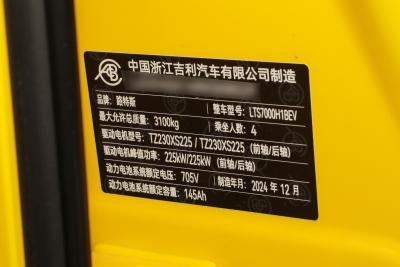 中国浙江吉利汽车有限公司制造
品牌: 路特斯 整车型号: LTS7000H1BEV
最大允许总质量: 3100kg 乘坐人数: 4
驱动电机型号: TZ230XS225 / TZ230XS225 (前轴/后轴)
驱动电机峰值功率: 225kW/225kW (前轴/后轴)
动力电池系统额定电压: 705V 制造年月: 2024 年 12 月
动力电池系统额定容量: 145Ah